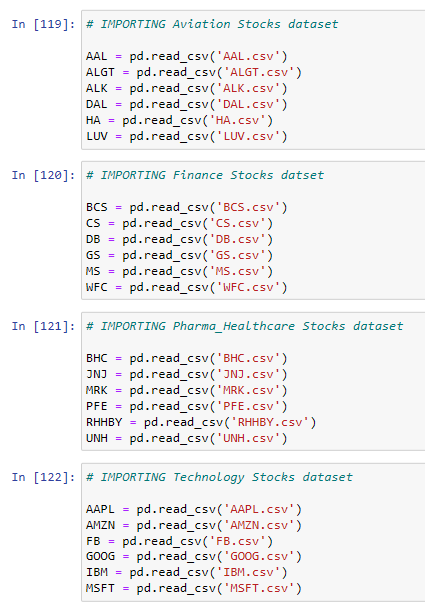 In [119]: # IMPORTING Aviation Stocks dataset
AAL = pd.read_csv('AAL.csv')
ALGT = pd.read_csv('ALGT.csv')
ALK = pd.read_csv('ALK.csv')
DAL = pd.read_csv('DAL.csv')
HA = pd.read_csv('HA.csv')
LUV = pd.read_csv('LUV.csv')
In [120]: # IMPORTING Finance Stocks datset
BCS = pd.read_csv('BCS.csv')
CS = pd.read_csv('CS.csv')
DB = pd.read_csv('DB.csv')
GS = pd.read_csv('GS.csv')
MS = pd.read_csv('MS.csv')
WFC = pd.read_csv('WFC.csv')
In [121]: # IMPORTING Pharma_Healthcare Stocks dataset
BHC = pd.read_csv('BHC.csv')
JNJ = pd.read_csv('JNJ.csv')
MRK = pd.read_csv('MRK.csv')
PFE = pd.read_csv('PFE.csv')
RHHBY = pd.read_csv('RHHBY.csv')
UNH = pd.read_csv('UNH.csv')
In [122]: # IMPORTING Technology Stocks dataset
AAPL = pd.read_csv('AAPL.csv')
AMZN = pd.read_csv('AMZN.csv')
FB = pd.read_csv('FB.csv')
GOOG = pd.read_csv('GOOG.csv')
IBM = pd.read_csv('IBM.csv')
MSFT = pd.read_csv('MSFT.csv')